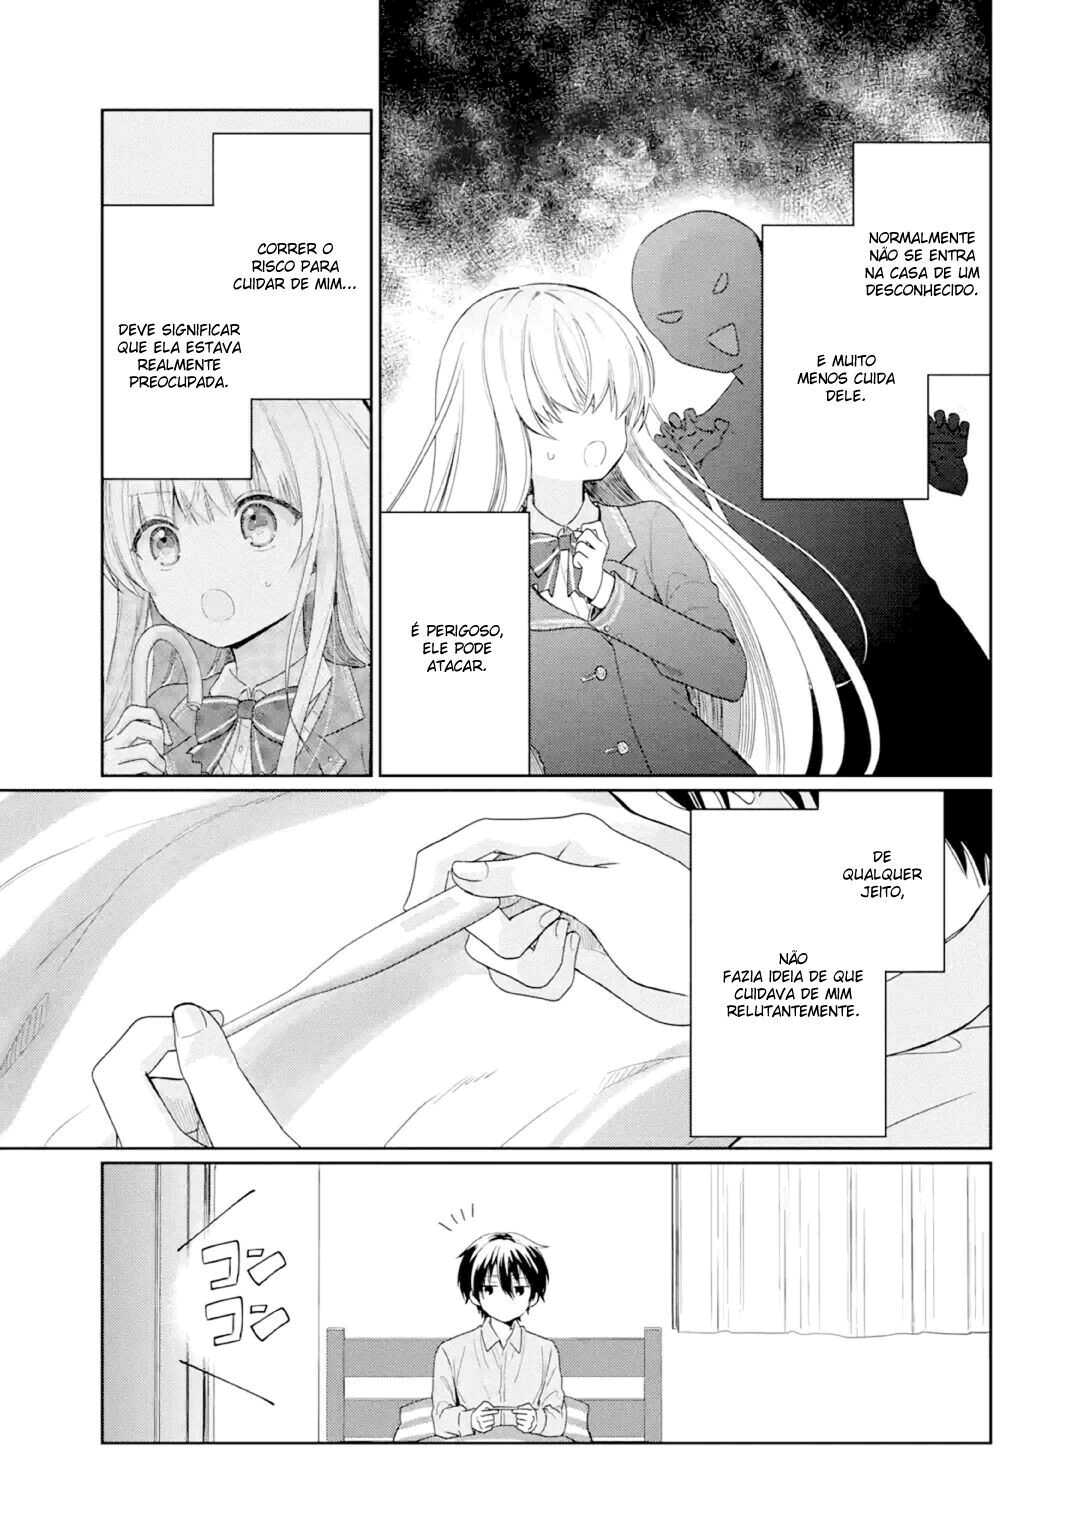 NORMALMENTE
NÃO SE ENTRA
NA CASA DE UM
DESCONHECIDO.
E MUITO
MENOS CUIDA
DELE.
É PERIGOSO,
ELE PODE
ATACAR.
CORRER O
RISCO PARA
CUIDAR DE MIM...
DEVE SIGNIFICAR
QUE ELA ESTAVA
REALMENTE
PREOCUPADA.
DE
QUALQUER
JEITO,
NÃO
FAZIA IDEIA DE QUE
CUIDAVA DE MIM
RELUTANTEMENTE.
コン
コン